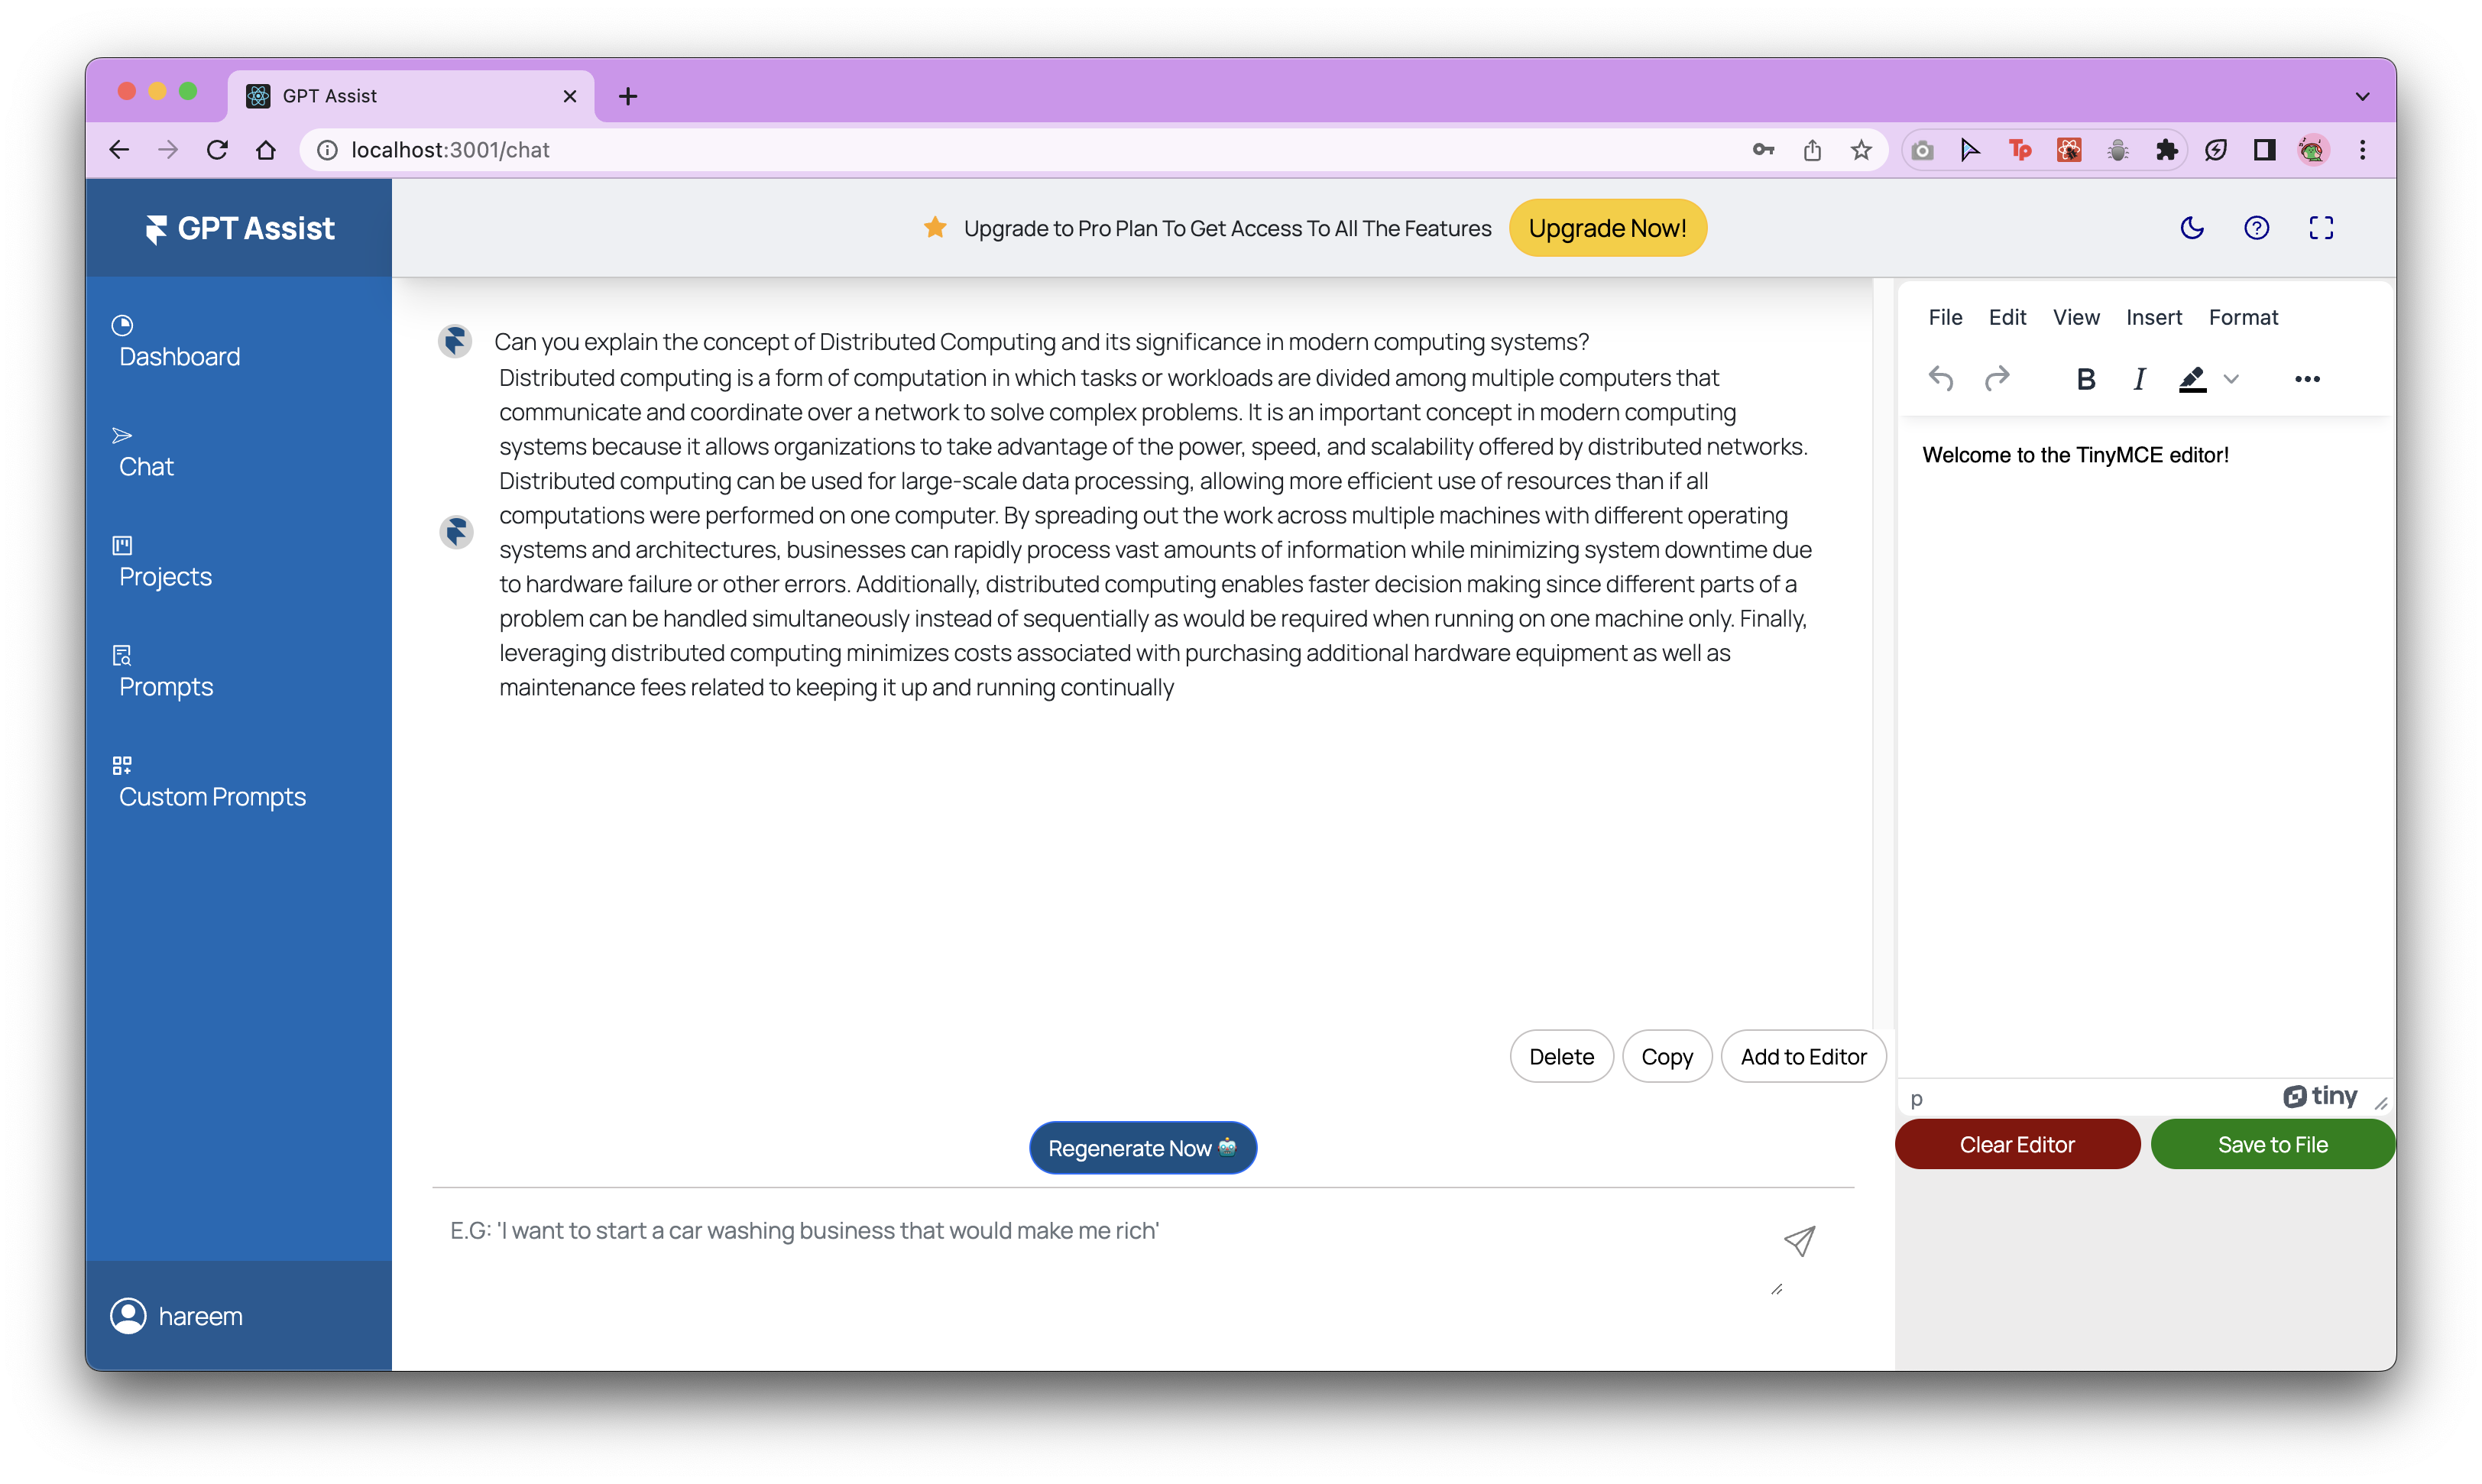 GPT Assist
localhost:3001/chat
Tp
GPT Assist
Upgrade to Pro Plan To Get Access To All The Features
Upgrade Now!
Dashboard
Chat
Projects
Prompts
Custom Prompts
hareem
Can you explain the concept of Distributed Computing and its significance in modern computing systems?
Distributed computing is a form of computation in which tasks or workloads are divided among multiple computers that
communicate and coordinate over a network to solve complex problems. It is an important concept in modern computing
systems because it allows organizations to take advantage of the power, speed, and scalability offered by distributed networks.
Distributed computing can be used for large-scale data processing, allowing more efficient use of resources than if all
computations were performed on one computer. By spreading out the work across multiple machines with different operating
systems and architectures, businesses can rapidly process vast amounts of information while minimizing system downtime due
to hardware failure or other errors. Additionally, distributed computing enables faster decision making since different parts of a
problem can be handled simultaneously instead of sequentially as would be required when running on one machine only. Finally,
leveraging distributed computing minimizes costs associated with purchasing additional hardware equipment as well as
maintenance fees related to keeping it up and running continually
Delete Copy Add to Editor
Regenerate Now
E.G: 'I want to start a car washing business that would make me rich'
File Edit View Insert Format
B I
Welcome to the TinyMCE editor!
p tiny
Clear Editor Save to File